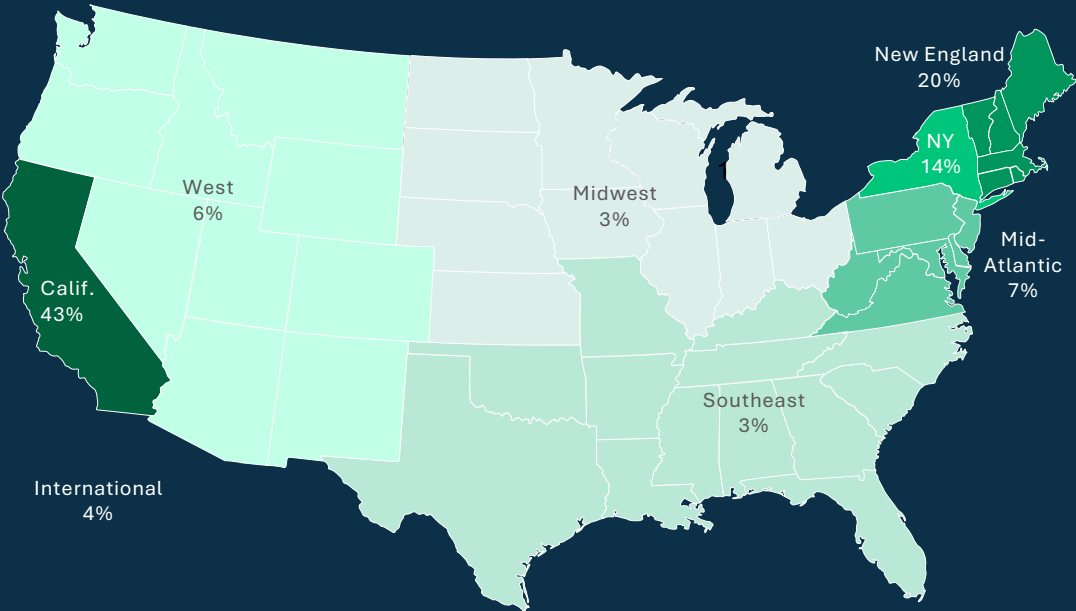 New England
20%
NY
14%
1
West
6%
Midwest
3%
Mid-
Atlantic
7%
Calif.
43%
Southeast
3%
International
4%